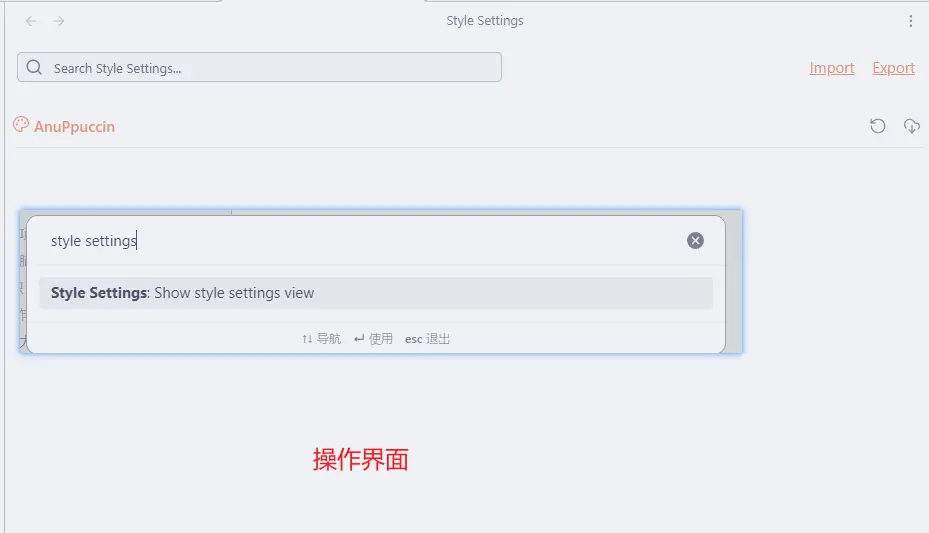 Style Settings
Search Style Settings...
Import Export
AnuPpuccin
style settings
Style Settings: Show style settings view
↑↓ 导航 ↵ 使用 esc 退出
操作界面